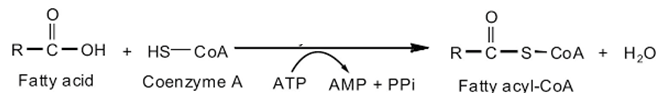 O O
R C OH + HS CoA R C S CoA + H₂O
Fatty acid Coenzyme A ATP AMP + PPi Fatty acyl-CoA